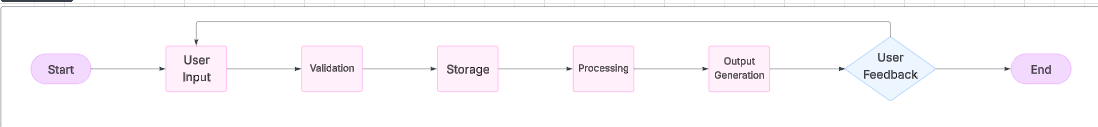 Start
User
Input
Validation
Storage
Processing
Output
Generation
User
Feedback
End